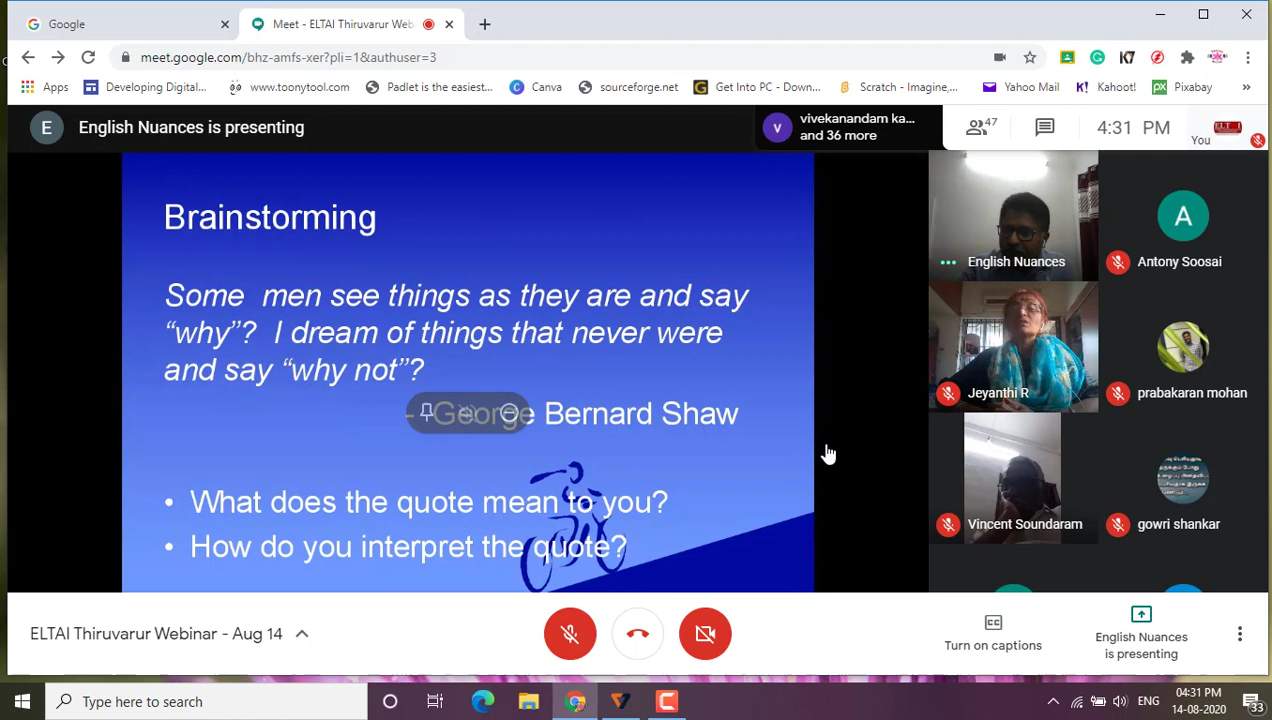 Google
Meet - ELTAI Thiruvarur Web
meet.google.com/bhz-amfs-xer?pli=1&authuser=3
Apps
Developing Digital...
www.tonytool.com
Padlet is the easiest...
Canva
sourceforge.net
Get Into PC - Down...
Scratch - Imagine,...
Yahoo Mail
Kahoot!
Pixabay
E
English Nuances is presenting
v
vivekanandam ka...
and 36 more
47
4:31 PM
You
Brainstorming
Some men see things as they are and say
“why”? I dream of things that never were
and say “why not”?
- George Bernard Shaw
• What does the quote mean to you?
• How do you interpret the quote?
English Nuances
A
Antony Soosai
Jeyanthi R
prabakaran mohan
Vincent Soundaram
gowri shankar
ELTAI Thiruvarur Webinar - Aug 14
CC
Turn on captions
English Nuances
is presenting
Type here to search
ENG
04:31 PM
14-08-2020
33